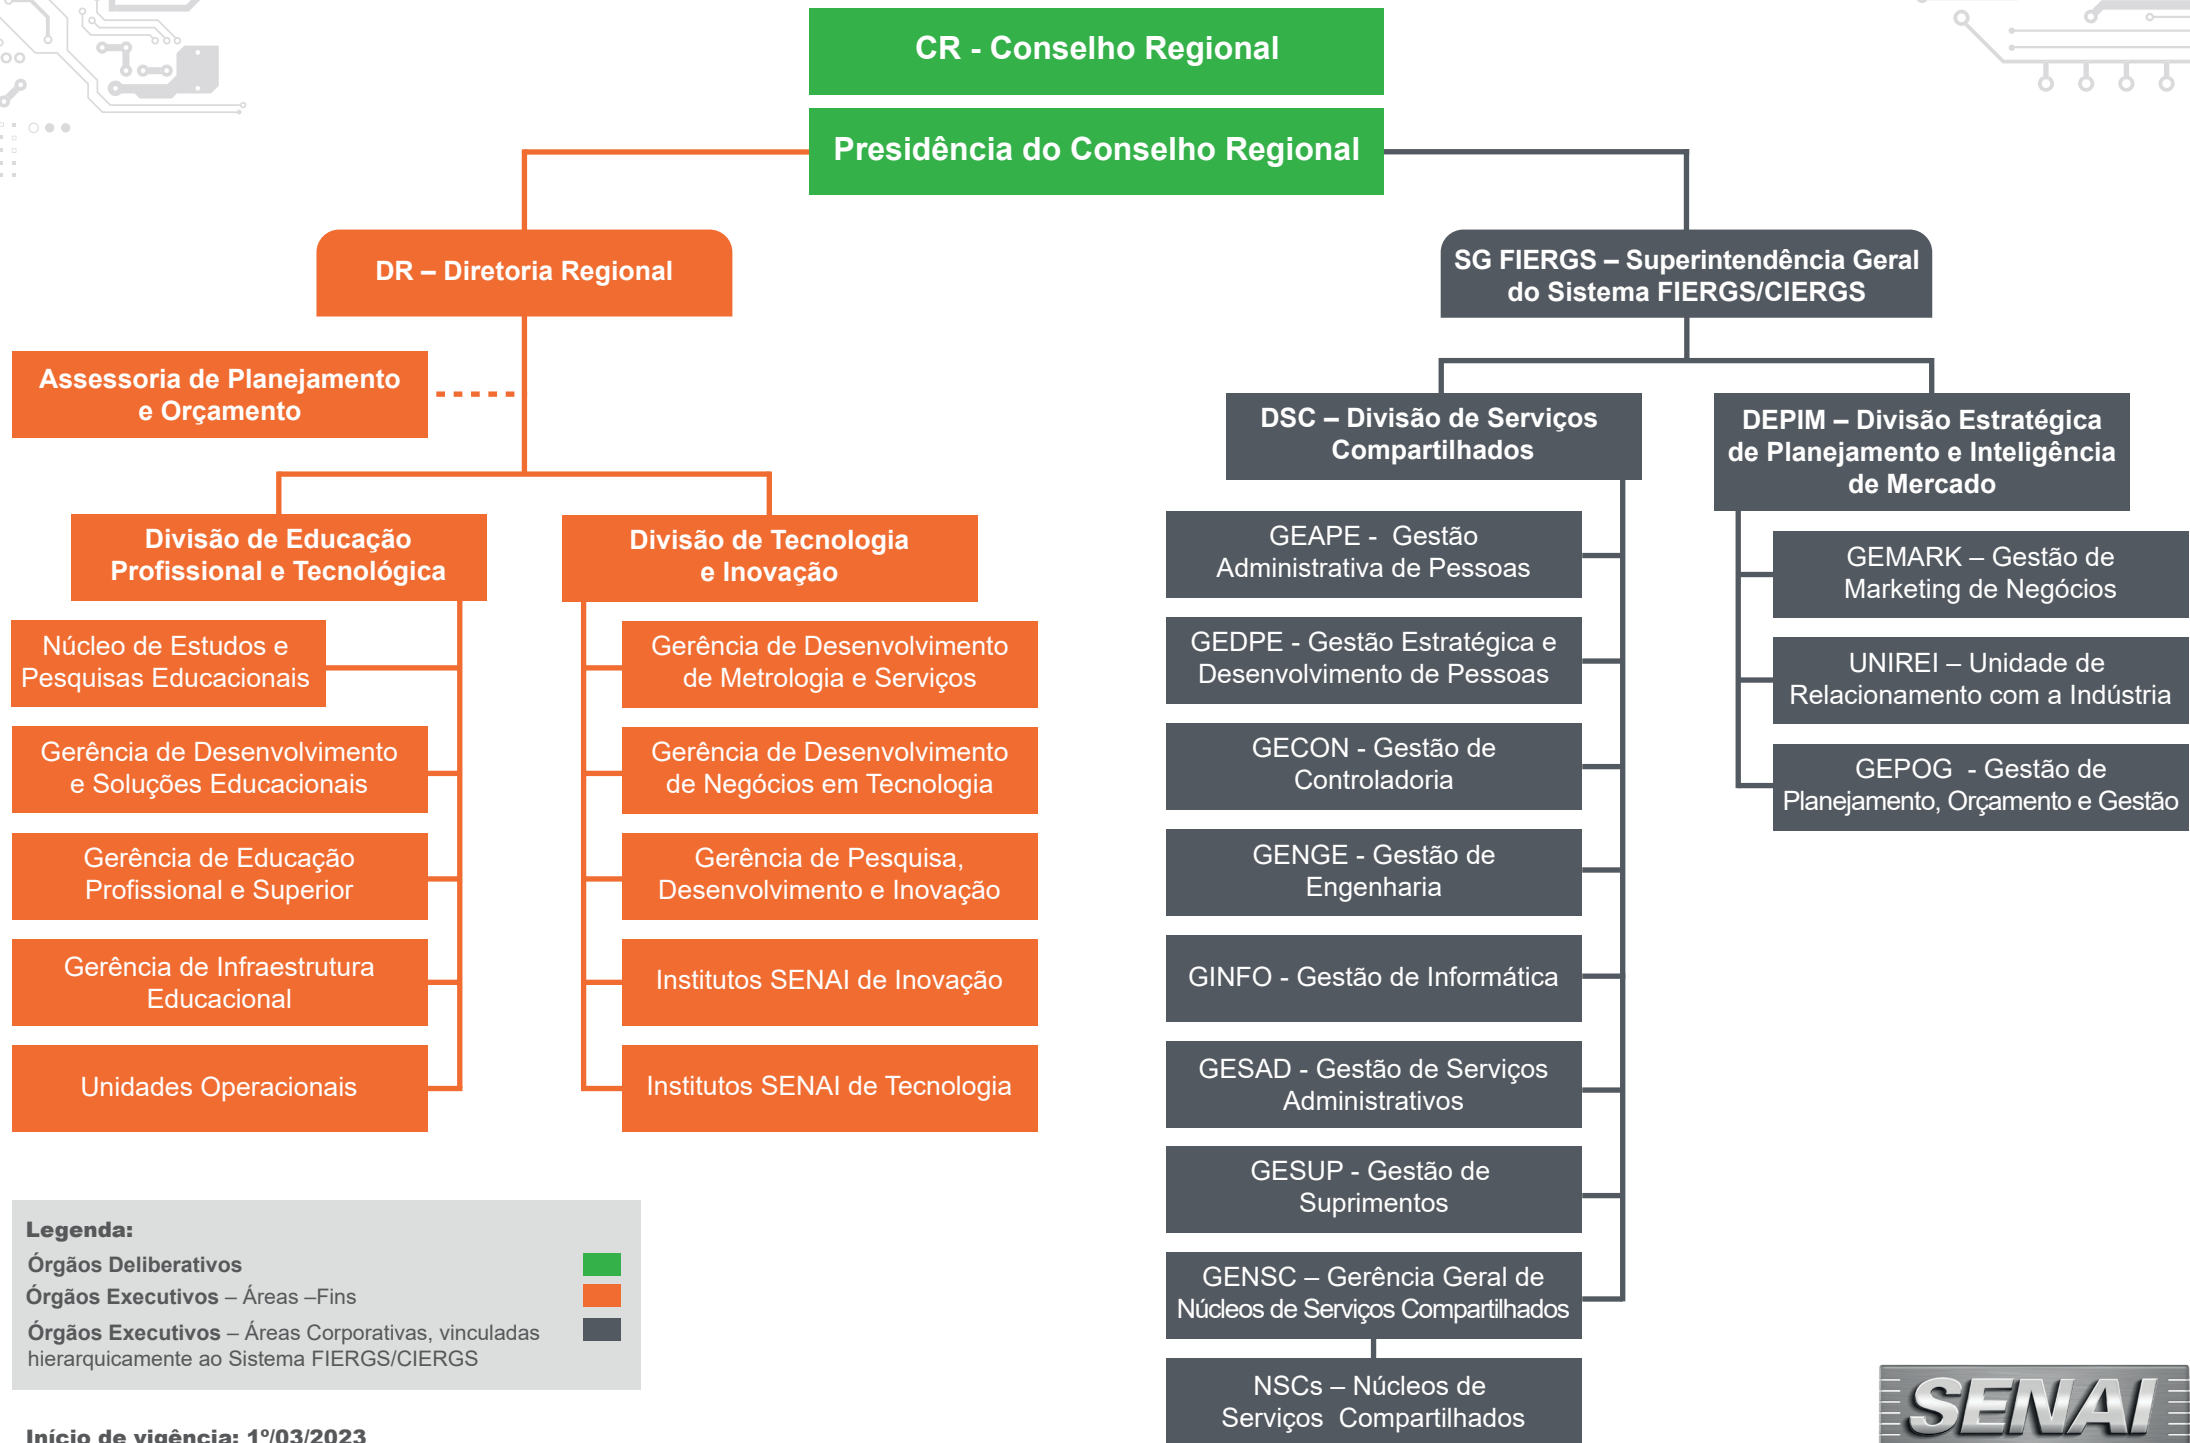 CR - Conselho Regional
Presidência do Conselho Regional
DR – Diretoria Regional
SG FIERGS – Superintendência Geral
do Sistema FIERGS/CIERGS
Assessoria de Planejamento
e Orçamento
Divisão de Educação
Profissional e Tecnológica
Núcleo de Estudos e
Pesquisas Educacionais
Gerência de Desenvolvimento
e Soluções Educacionais
Gerência de Educação
Profissional e Superior
Gerência de Infraestrutura
Educacional
Unidades Operacionais
Divisão de Tecnologia
e Inovação
Gerência de Desenvolvimento
de Metrologia e Serviços
Gerência de Desenvolvimento
de Negócios em Tecnologia
Gerência de Pesquisa,
Desenvolvimento e Inovação
Institutos SENAI de Inovação
Institutos SENAI de Tecnologia
DSC – Divisão de Serviços
Compartilhados
GEAPE - Gestão
Administrativa de Pessoas
GEDPE - Gestão Estratégica e
Desenvolvimento de Pessoas
GECON - Gestão de
Controladoria
GENGE - Gestão de
Engenharia
GINFO - Gestão de Informática
GESAD - Gestão de Serviços
Administrativos
GESUP - Gestão de
Suprimentos
GENSC – Gerência Geral de
Núcleos de Serviços Compartilhados
NSCs – Núcleos de
Serviços Compartilhados
DEPIM – Divisão Estratégica
de Planejamento e Inteligência
de Mercado
GEMARK – Gestão de
Marketing de Negócios
UNIREI – Unidade de
Relacionamento com a Indústria
GEPOG - Gestão de
Planejamento, Orçamento e Gestão
Legenda:
Órgãos Deliberativos
Órgãos Executivos – Áreas –Fins
Órgãos Executivos – Áreas Corporativas, vinculadas
hierarquicamente ao Sistema FIERGS/CIERGS
Início de vigência: 1º/03/2023
SENAI